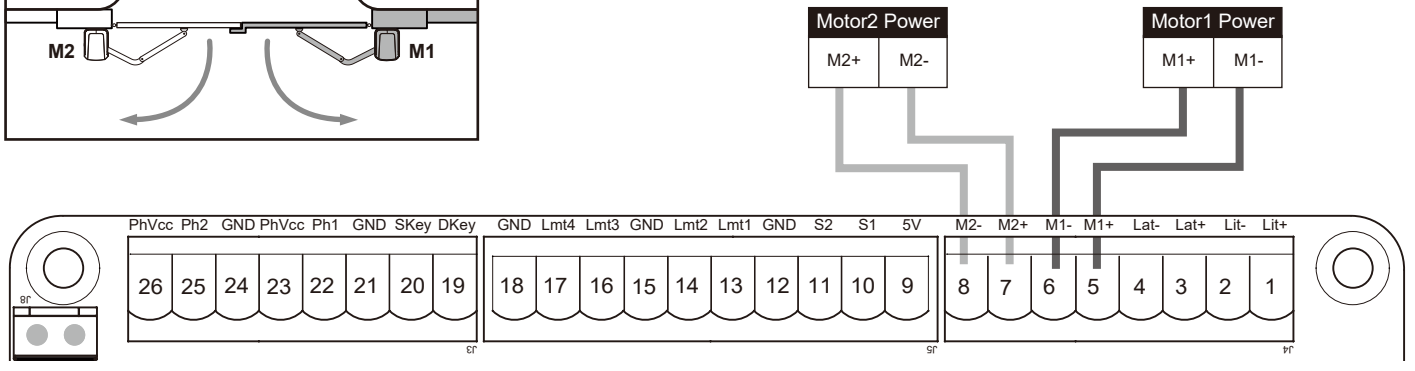 M2
M1
Motor2 Power
M2+ M2-
Motor1 Power
M1+ M1-
PhVcc Ph2 GND PhVcc Ph1 GND SKey DKey
GND Lmt4 Lmt3 GND Lmt2 Lmt1 GND S2 S1 5V
M2- M2+ M1- M1+ Lat- Lat+ Lit- Lit+
26 25 24 23 22 21 20 19
18 17 16 15 14 13 12 11 10 9
8 7 6 5 4 3 2 1
J8
J3
J5
J4